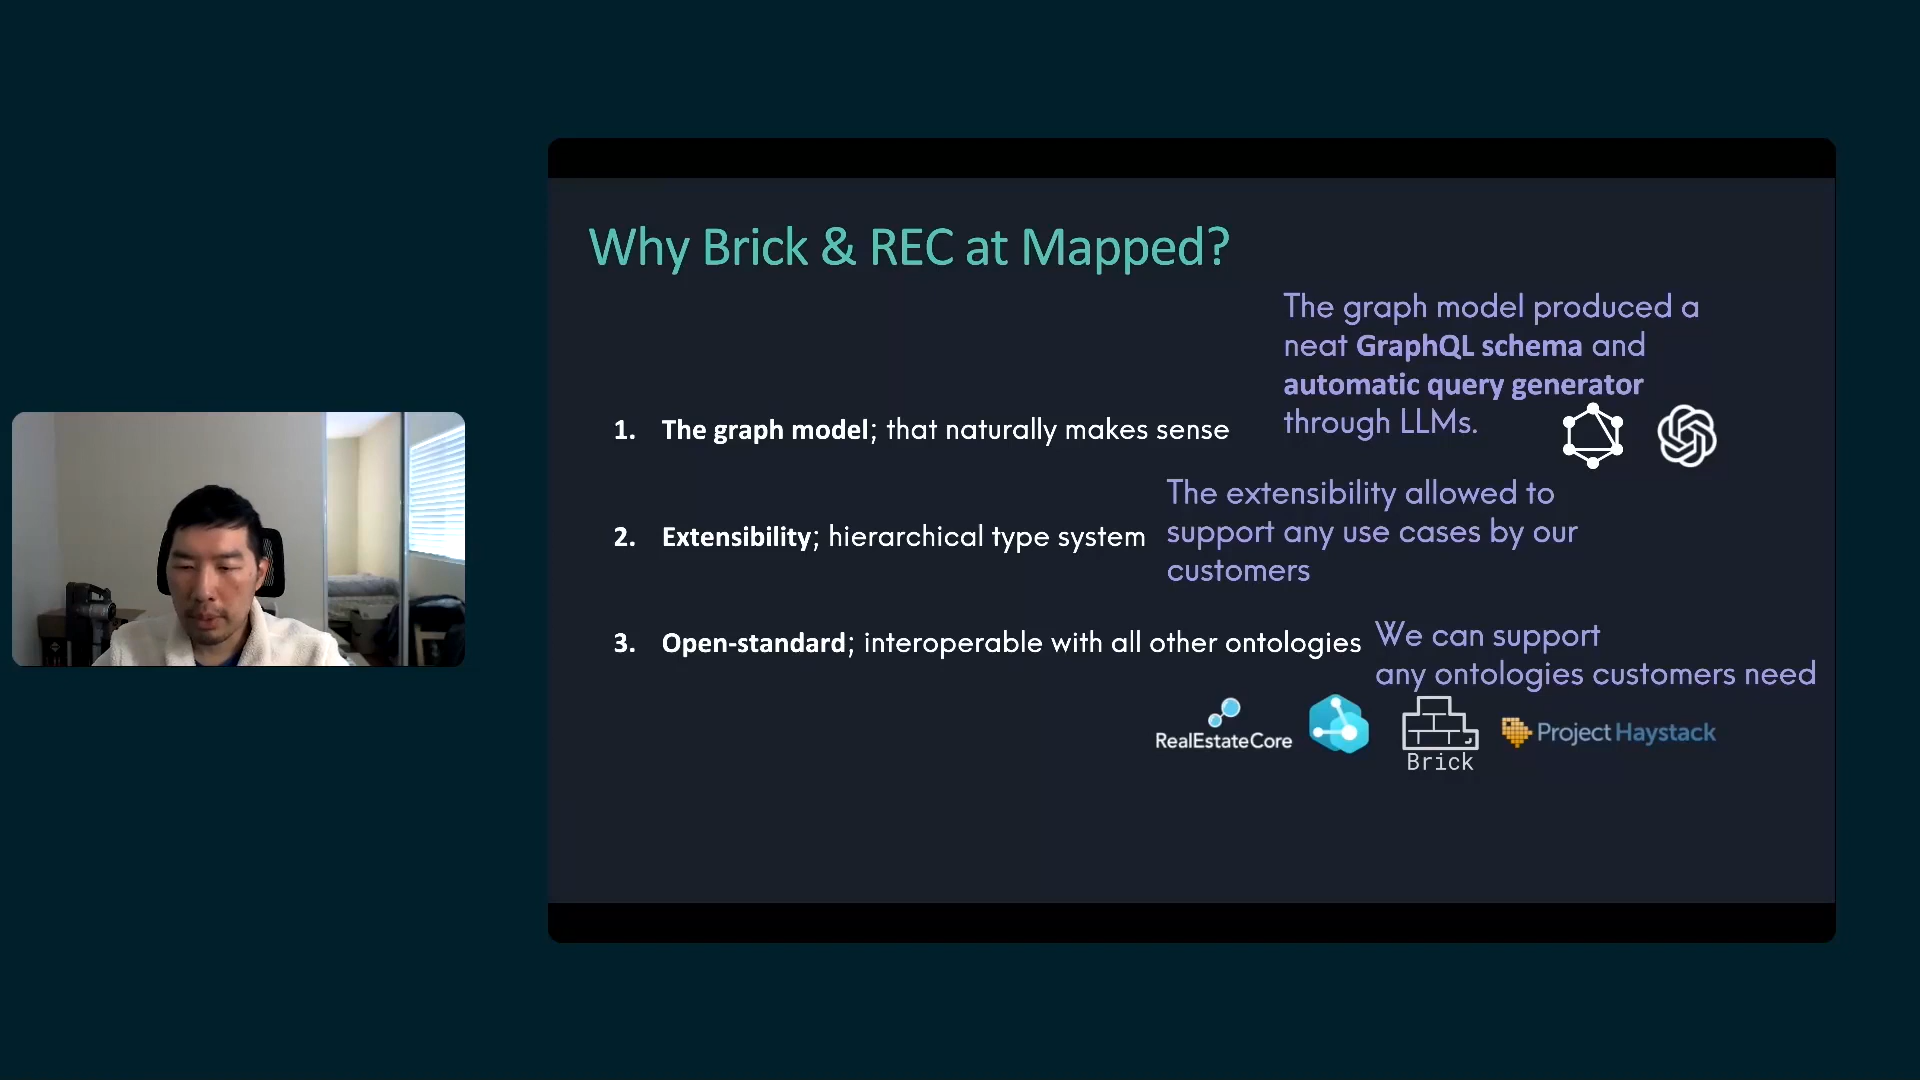 Why Brick & REC at Mapped?
The graph model produced a
neat GraphQL schema and
automatic query generator
through LLMs.
1. The graph model; that naturally makes sense
The extensibility allowed to
support any use cases by our
customers
2. Extensibility; hierarchical type system
3. Open-standard; interoperable with all other ontologies
We can support
any ontologies customers need
RealEstateCore
Brick
Project Haystack